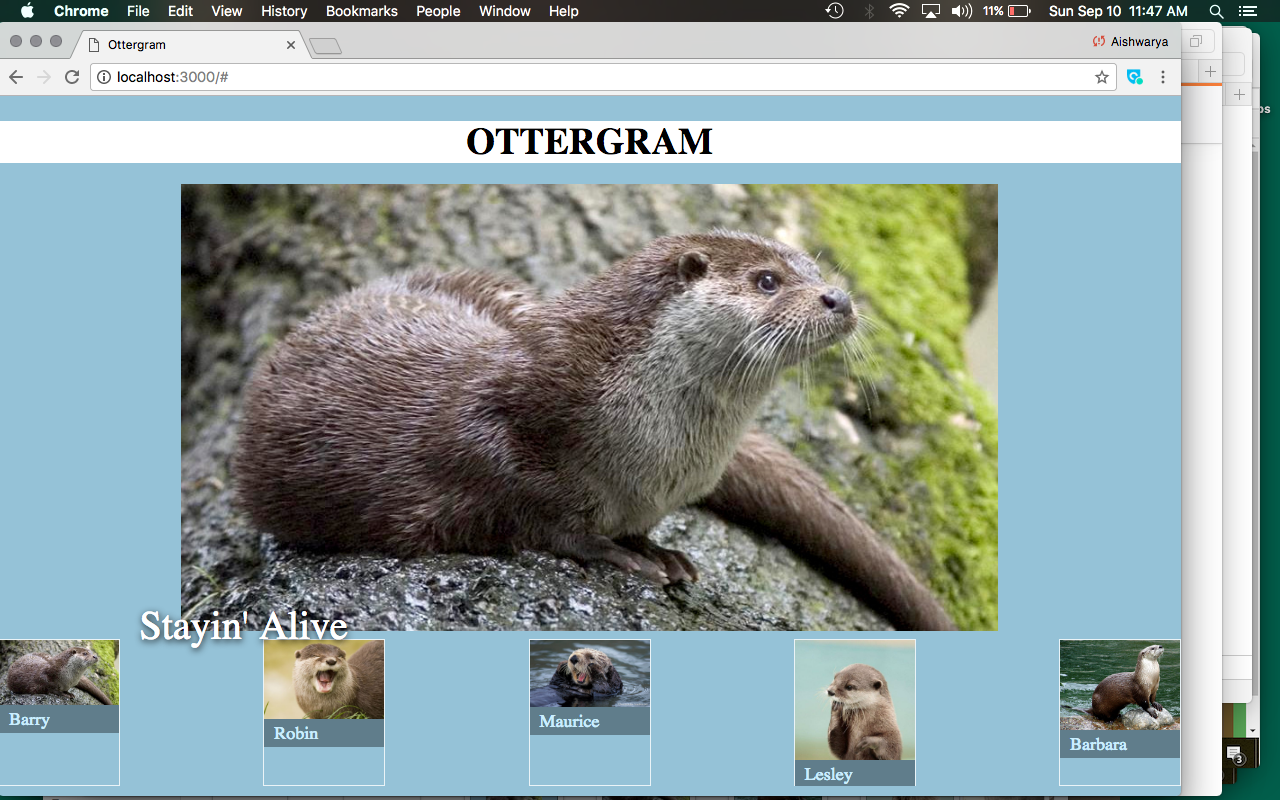 Chrome File Edit View History Bookmarks People Window Help 11% Sun Sep 10 11:47 AM
Ottergram Aishwarya
localhost:3000/#
OTTERGRAM
Stayin' Alive
Barry
Robin
Maurice
Lesley
Barbara
3